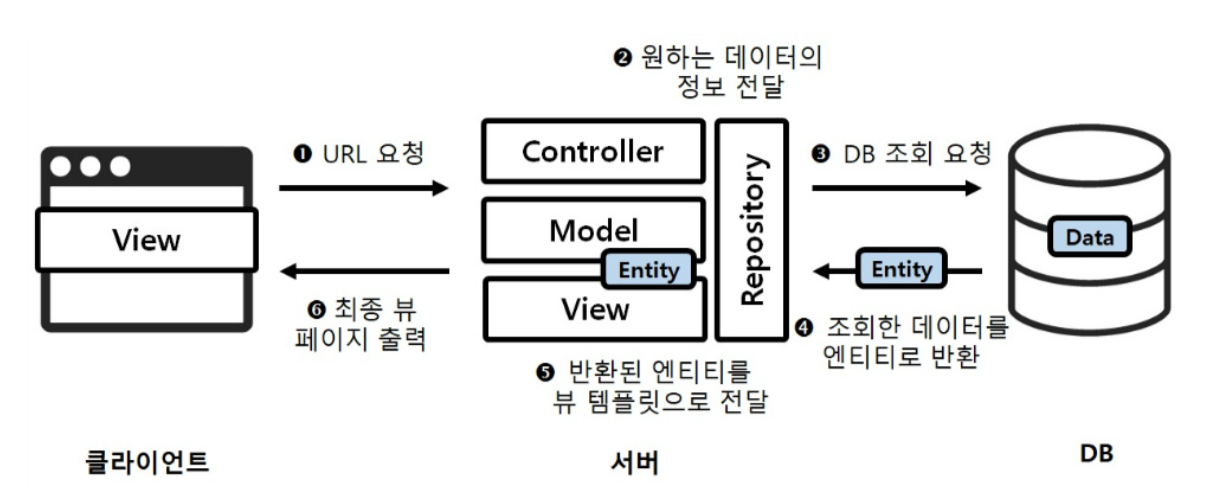 ❷ 원하는 데이터의
정보 전달
❶ URL 요청
Controller
Repository
❸ DB 조회 요청
View
Model
Entity
View
Entity
Data
❻ 최종 뷰
페이지 출력
❹ 조회한 데이터를
엔티티로 반환
❺ 반환된 엔티티를
뷰 템플릿으로 전달
클라이언트
서버
DB